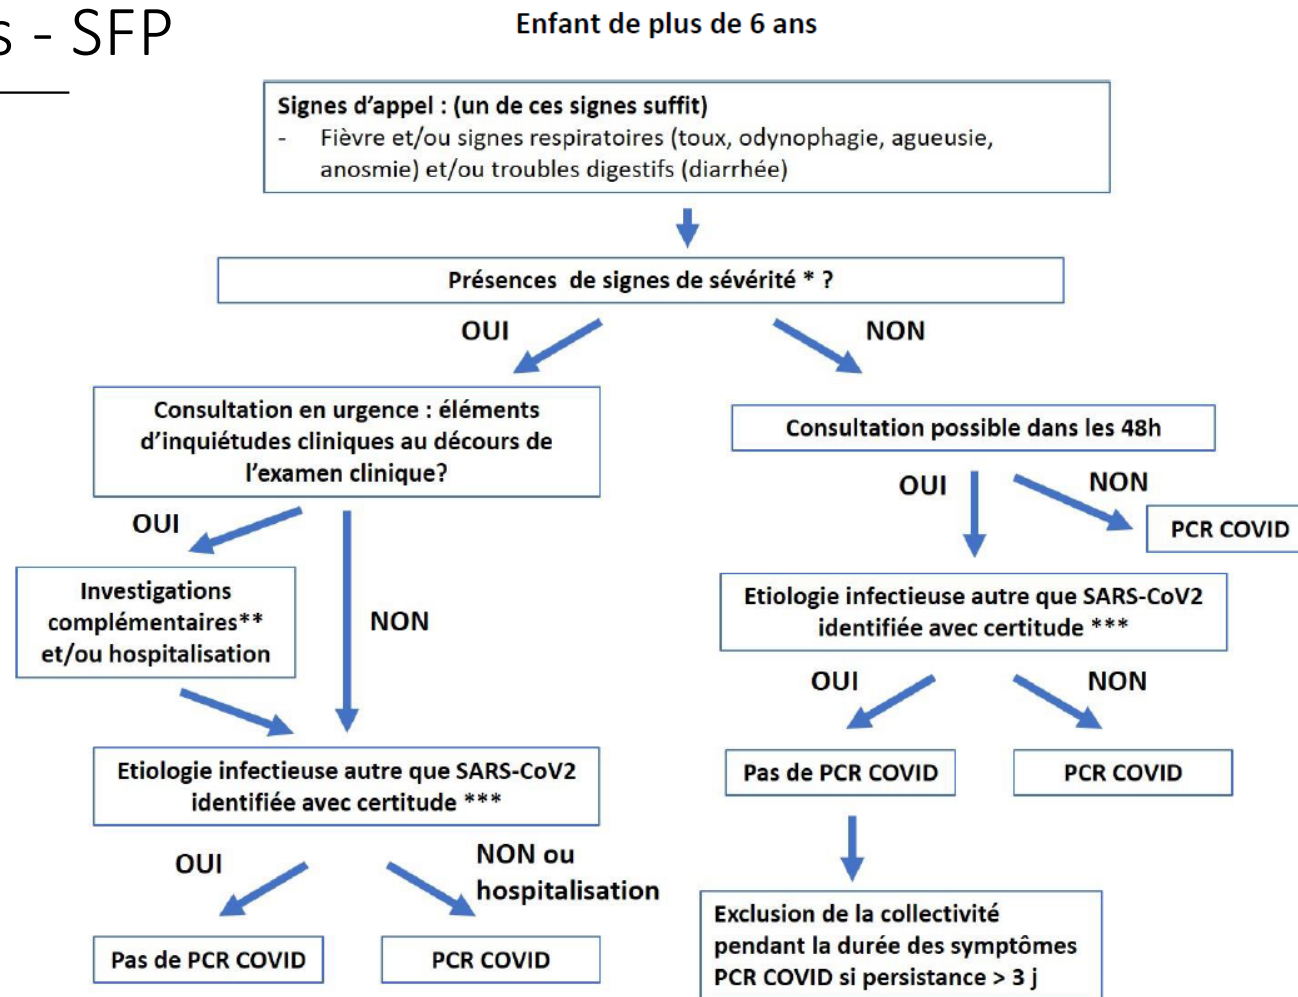 s - SFP
Enfant de plus de 6 ans
Signes d'appel : (un de ces signes suffit)
- Fièvre et/ou signes respiratoires (toux, odynophagie, agueusie,
anosmie) et/ou troubles digestifs (diarrhée)
Présences de signes de sévérité * ?
OUI
NON
Consultation en urgence : éléments
d'inquiétudes cliniques au décours de
l'examen clinique?
Consultation possible dans les 48h
OUI
NON
PCR COVID
OUI
Investigations
complémentaires**
et/ou hospitalisation
NON
Etiologie infectieuse autre que SARS-CoV2
identifiée avec certitude ***
OUI
NON
Pas de PCR COVID
PCR COVID
Etiologie infectieuse autre que SARS-CoV2
identifiée avec certitude ***
OUI
NON ou
hospitalisation
Pas de PCR COVID
PCR COVID
Exclusion de la collectivité
pendant la durée des symptômes
PCR COVID si persistance > 3 j